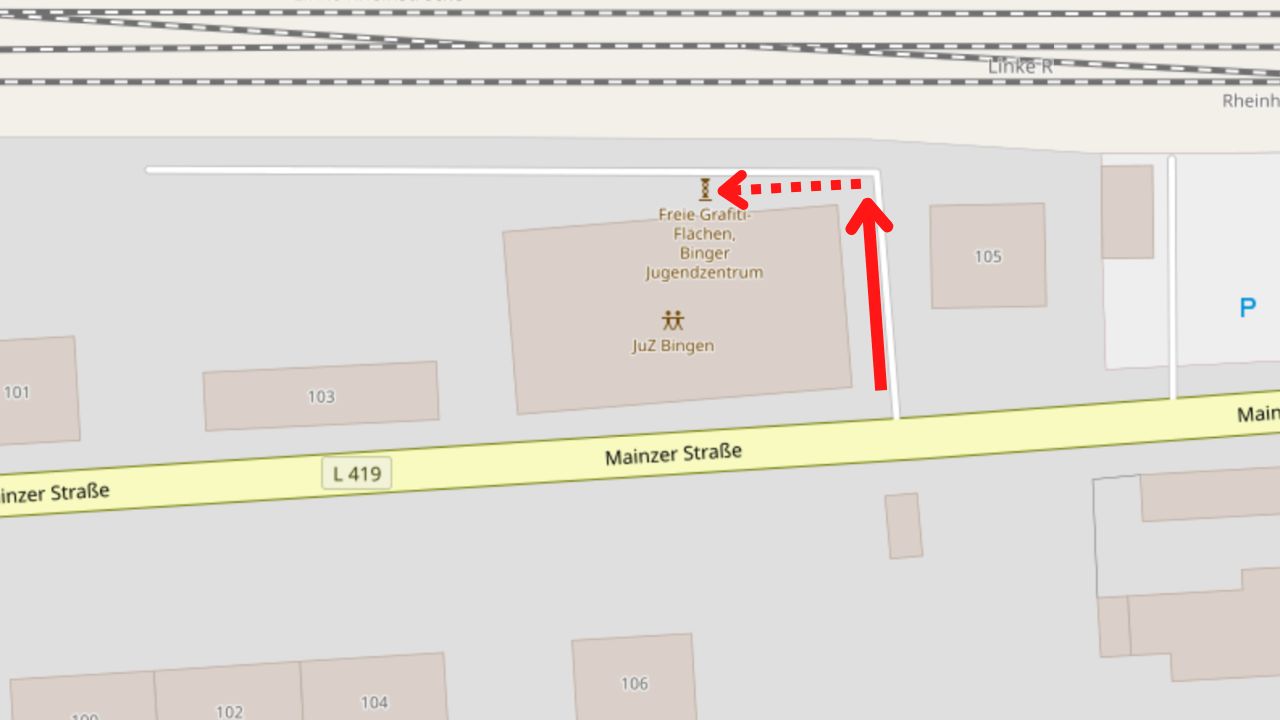 Linke R
Rheinh
Freie Grafiti-
Flächen,
Binger
Jugendzentrum
105
P
JuZ Bingen
101
103
Main
Mainzer Straße
L 419
inzer Straße
106
104
102
100